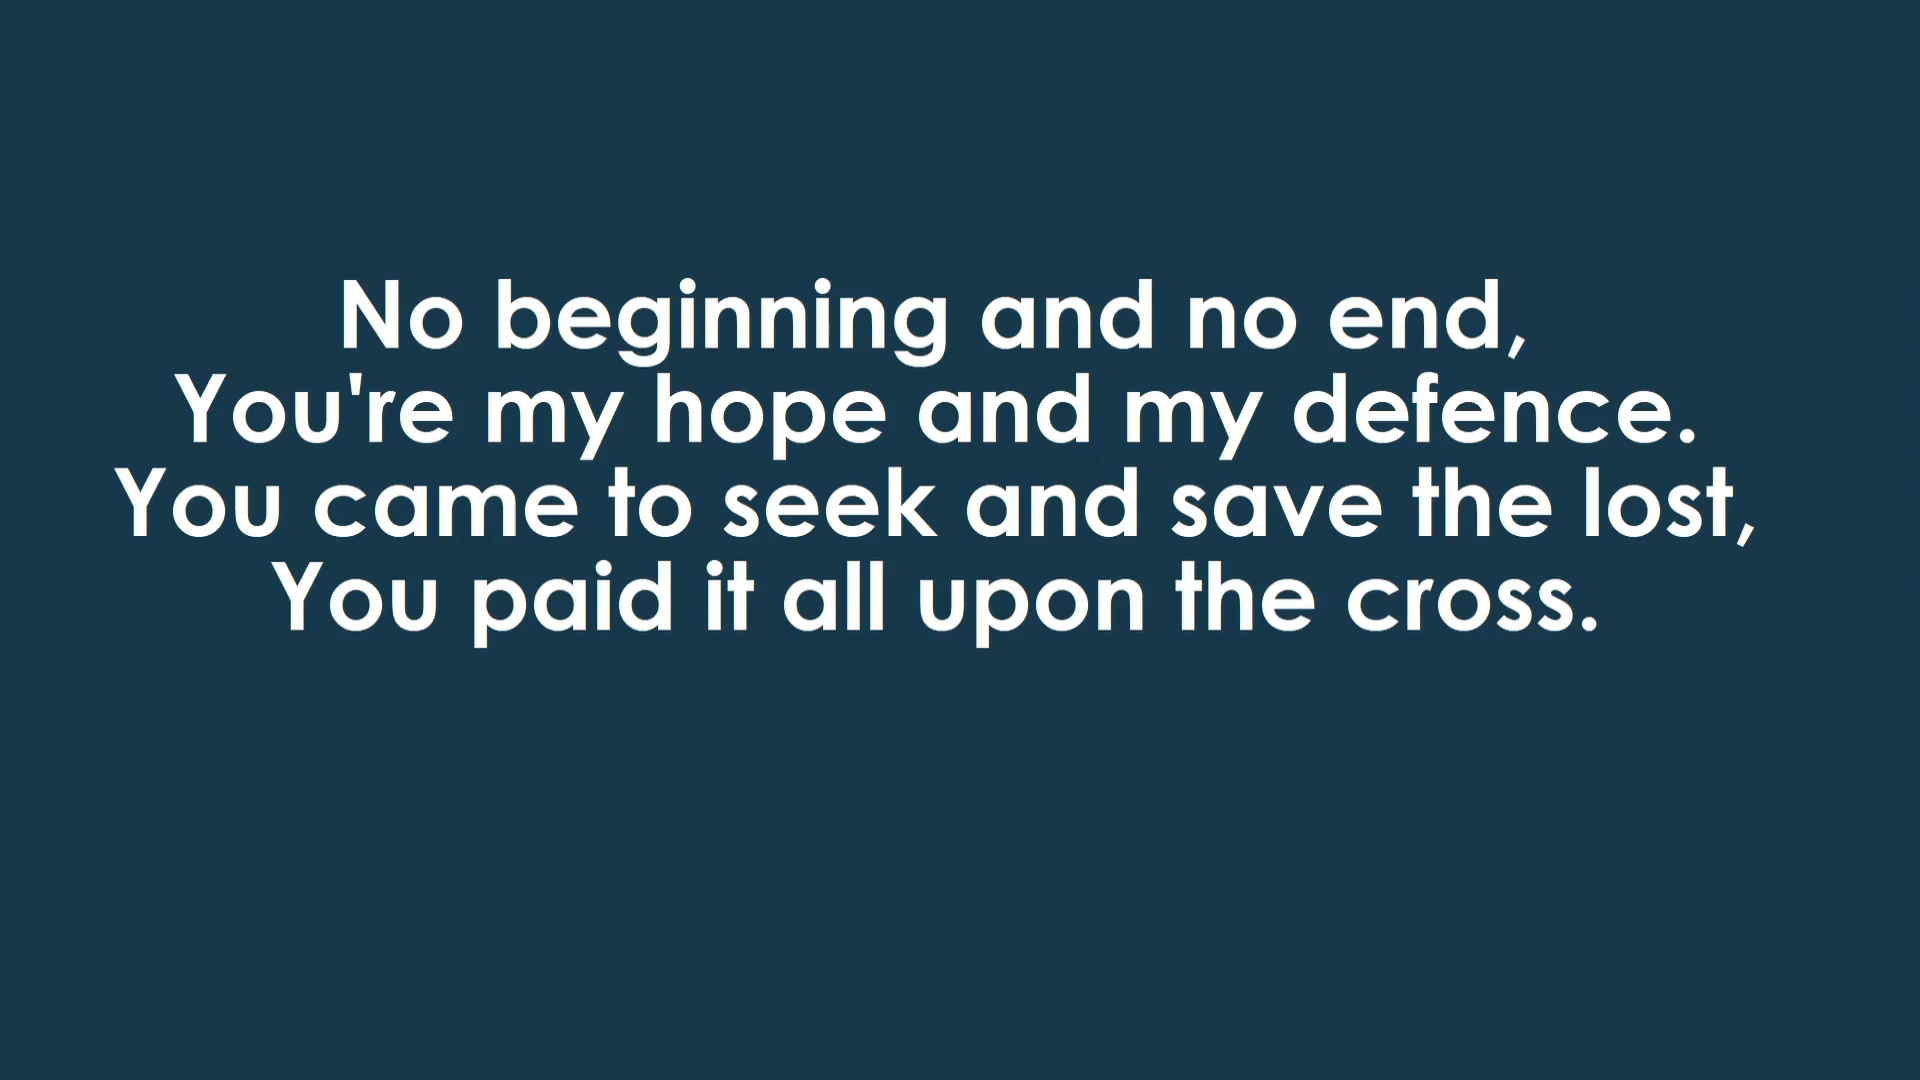 No beginning and no end,
You're my hope and my defence.
You came to seek and save the lost,
You paid it all upon the cross.